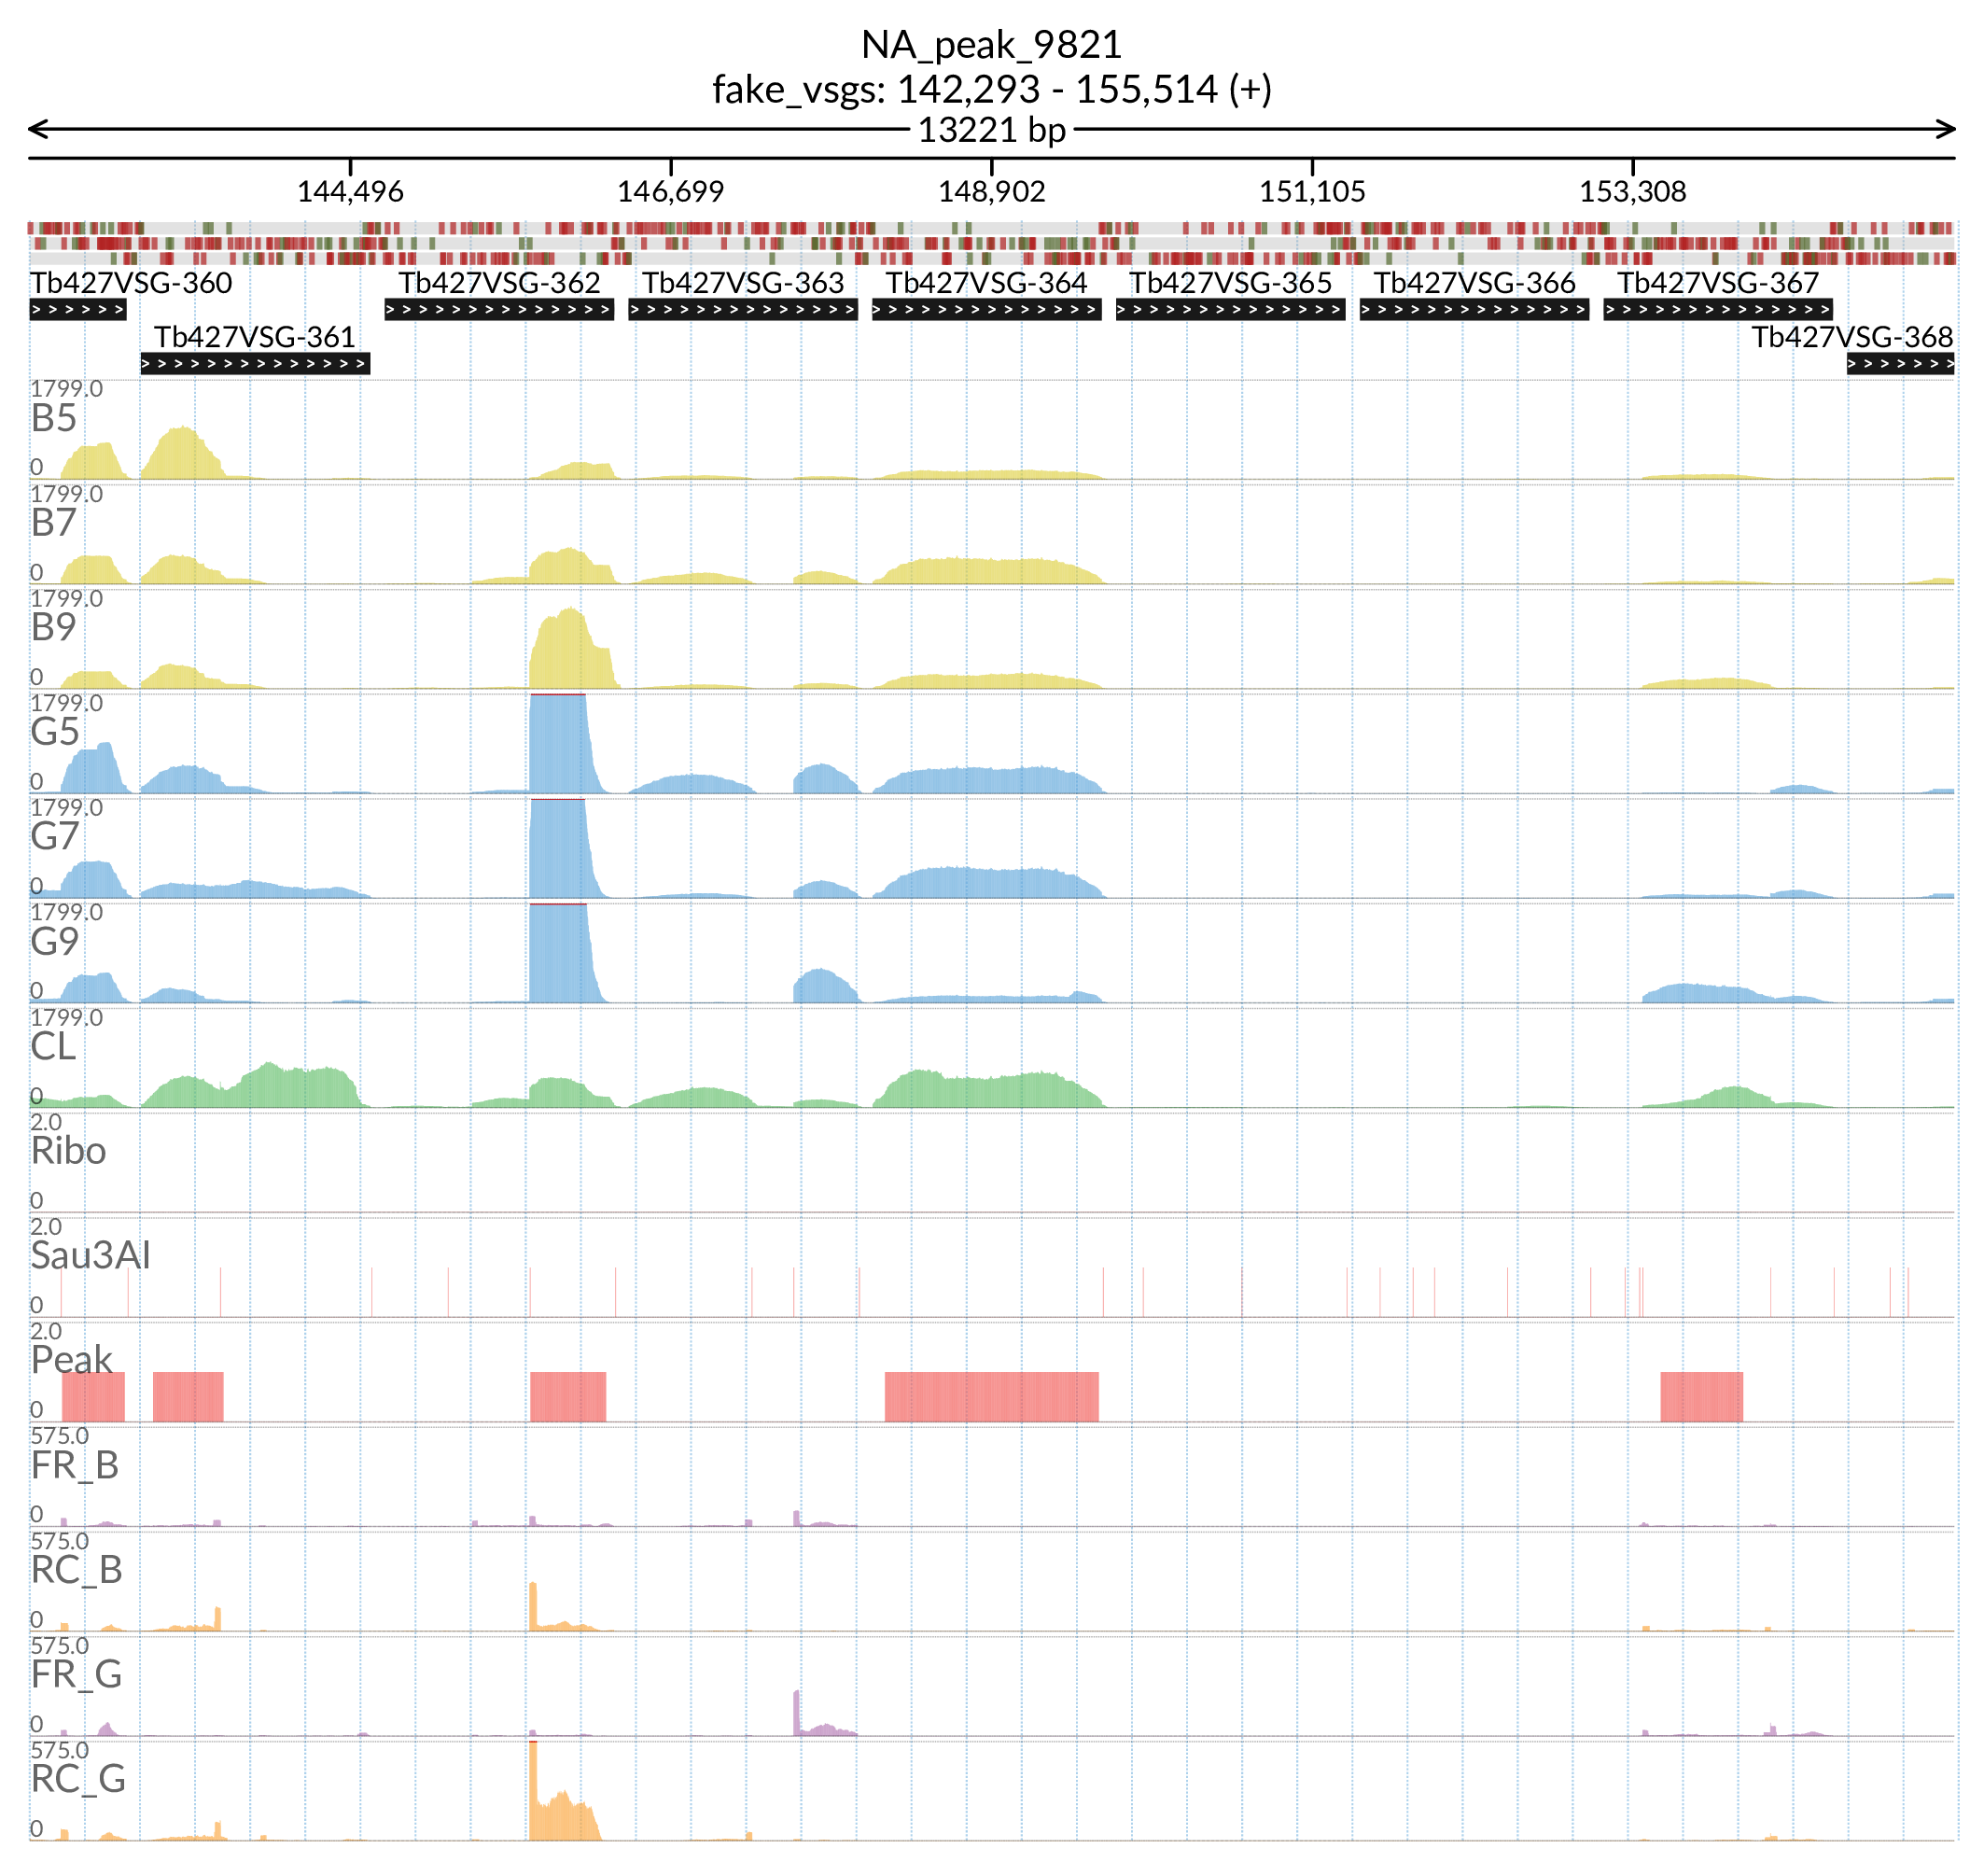 NA_peak_9821
fake_vsgs: 142,293 - 155,514 (+)
13221 bp
144,496 146,699 148,902 151,105 153,308
Tb427VSG-360 Tb427VSG-362 Tb427VSG-363 Tb427VSG-364 Tb427VSG-365 Tb427VSG-366 Tb427VSG-367
Tb427VSG-361 Tb427VSG-368
1799.0
B5
0
1799.0
B7
0
1799.0
B9
0
1799.0
G5
0
1799.0
G7
0
1799.0
G9
0
1799.0
CL
0
2.0
Ribo
0
2.0
Sau3AI
0
2.0
Peak
0
575.0
FR_B
0
575.0
RC_B
0
575.0
FR_G
0
575.0
RC_G
0